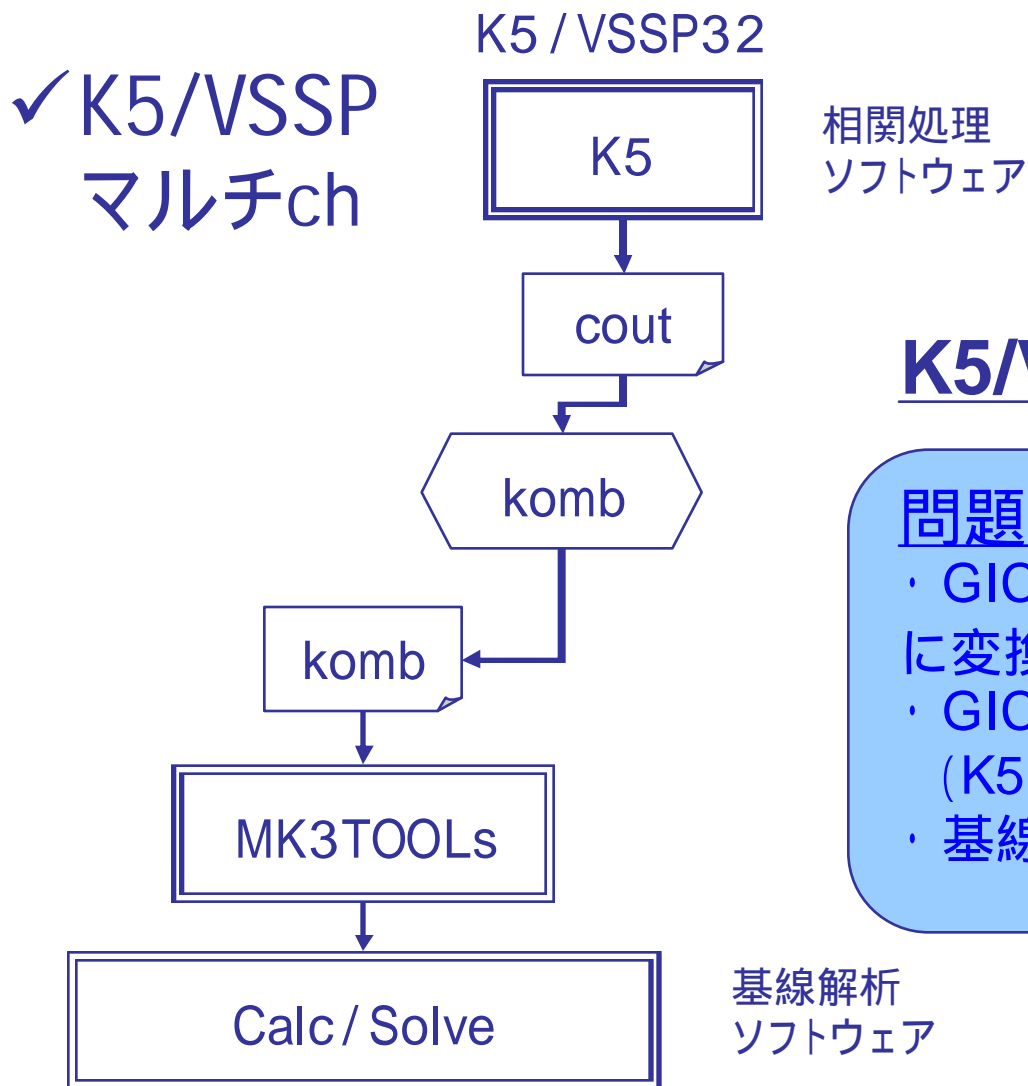 K5 / VSSP32
✓K5/VSSP
マルチch
K5
相関処理
ソフトウェア
cout
komb
komb
MK3TOOLs
Calc / Solve
基線解析
ソフトウェア
K5/
問題
・GIC
に変換
・GIC
(K5
・基線